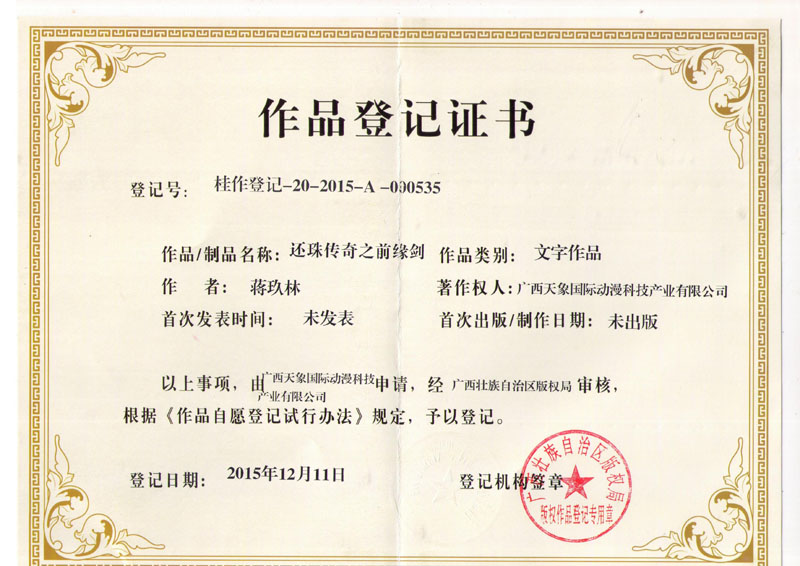 作品登记证书
登记号： 桂作登记-20-2015-A -000535
作品/制品名称：还珠传奇之前缘剑 作品类别： 文字作品
作 者： 蒋玖林 著作权人：广西天象国际动漫科技产业有限公司
首次发表时间： 未发表 首次出版/制作日期： 未出版
以上事项，由广西天象国际动漫科技产业有限公司申请，经 广西壮族自治区版权局 审核，
根据《作品自愿登记试行办法》规定，予以登记。
登记日期： 2015年12月11日 登记机构签章
广西壮族自治区版权局
版权作品登记专用章